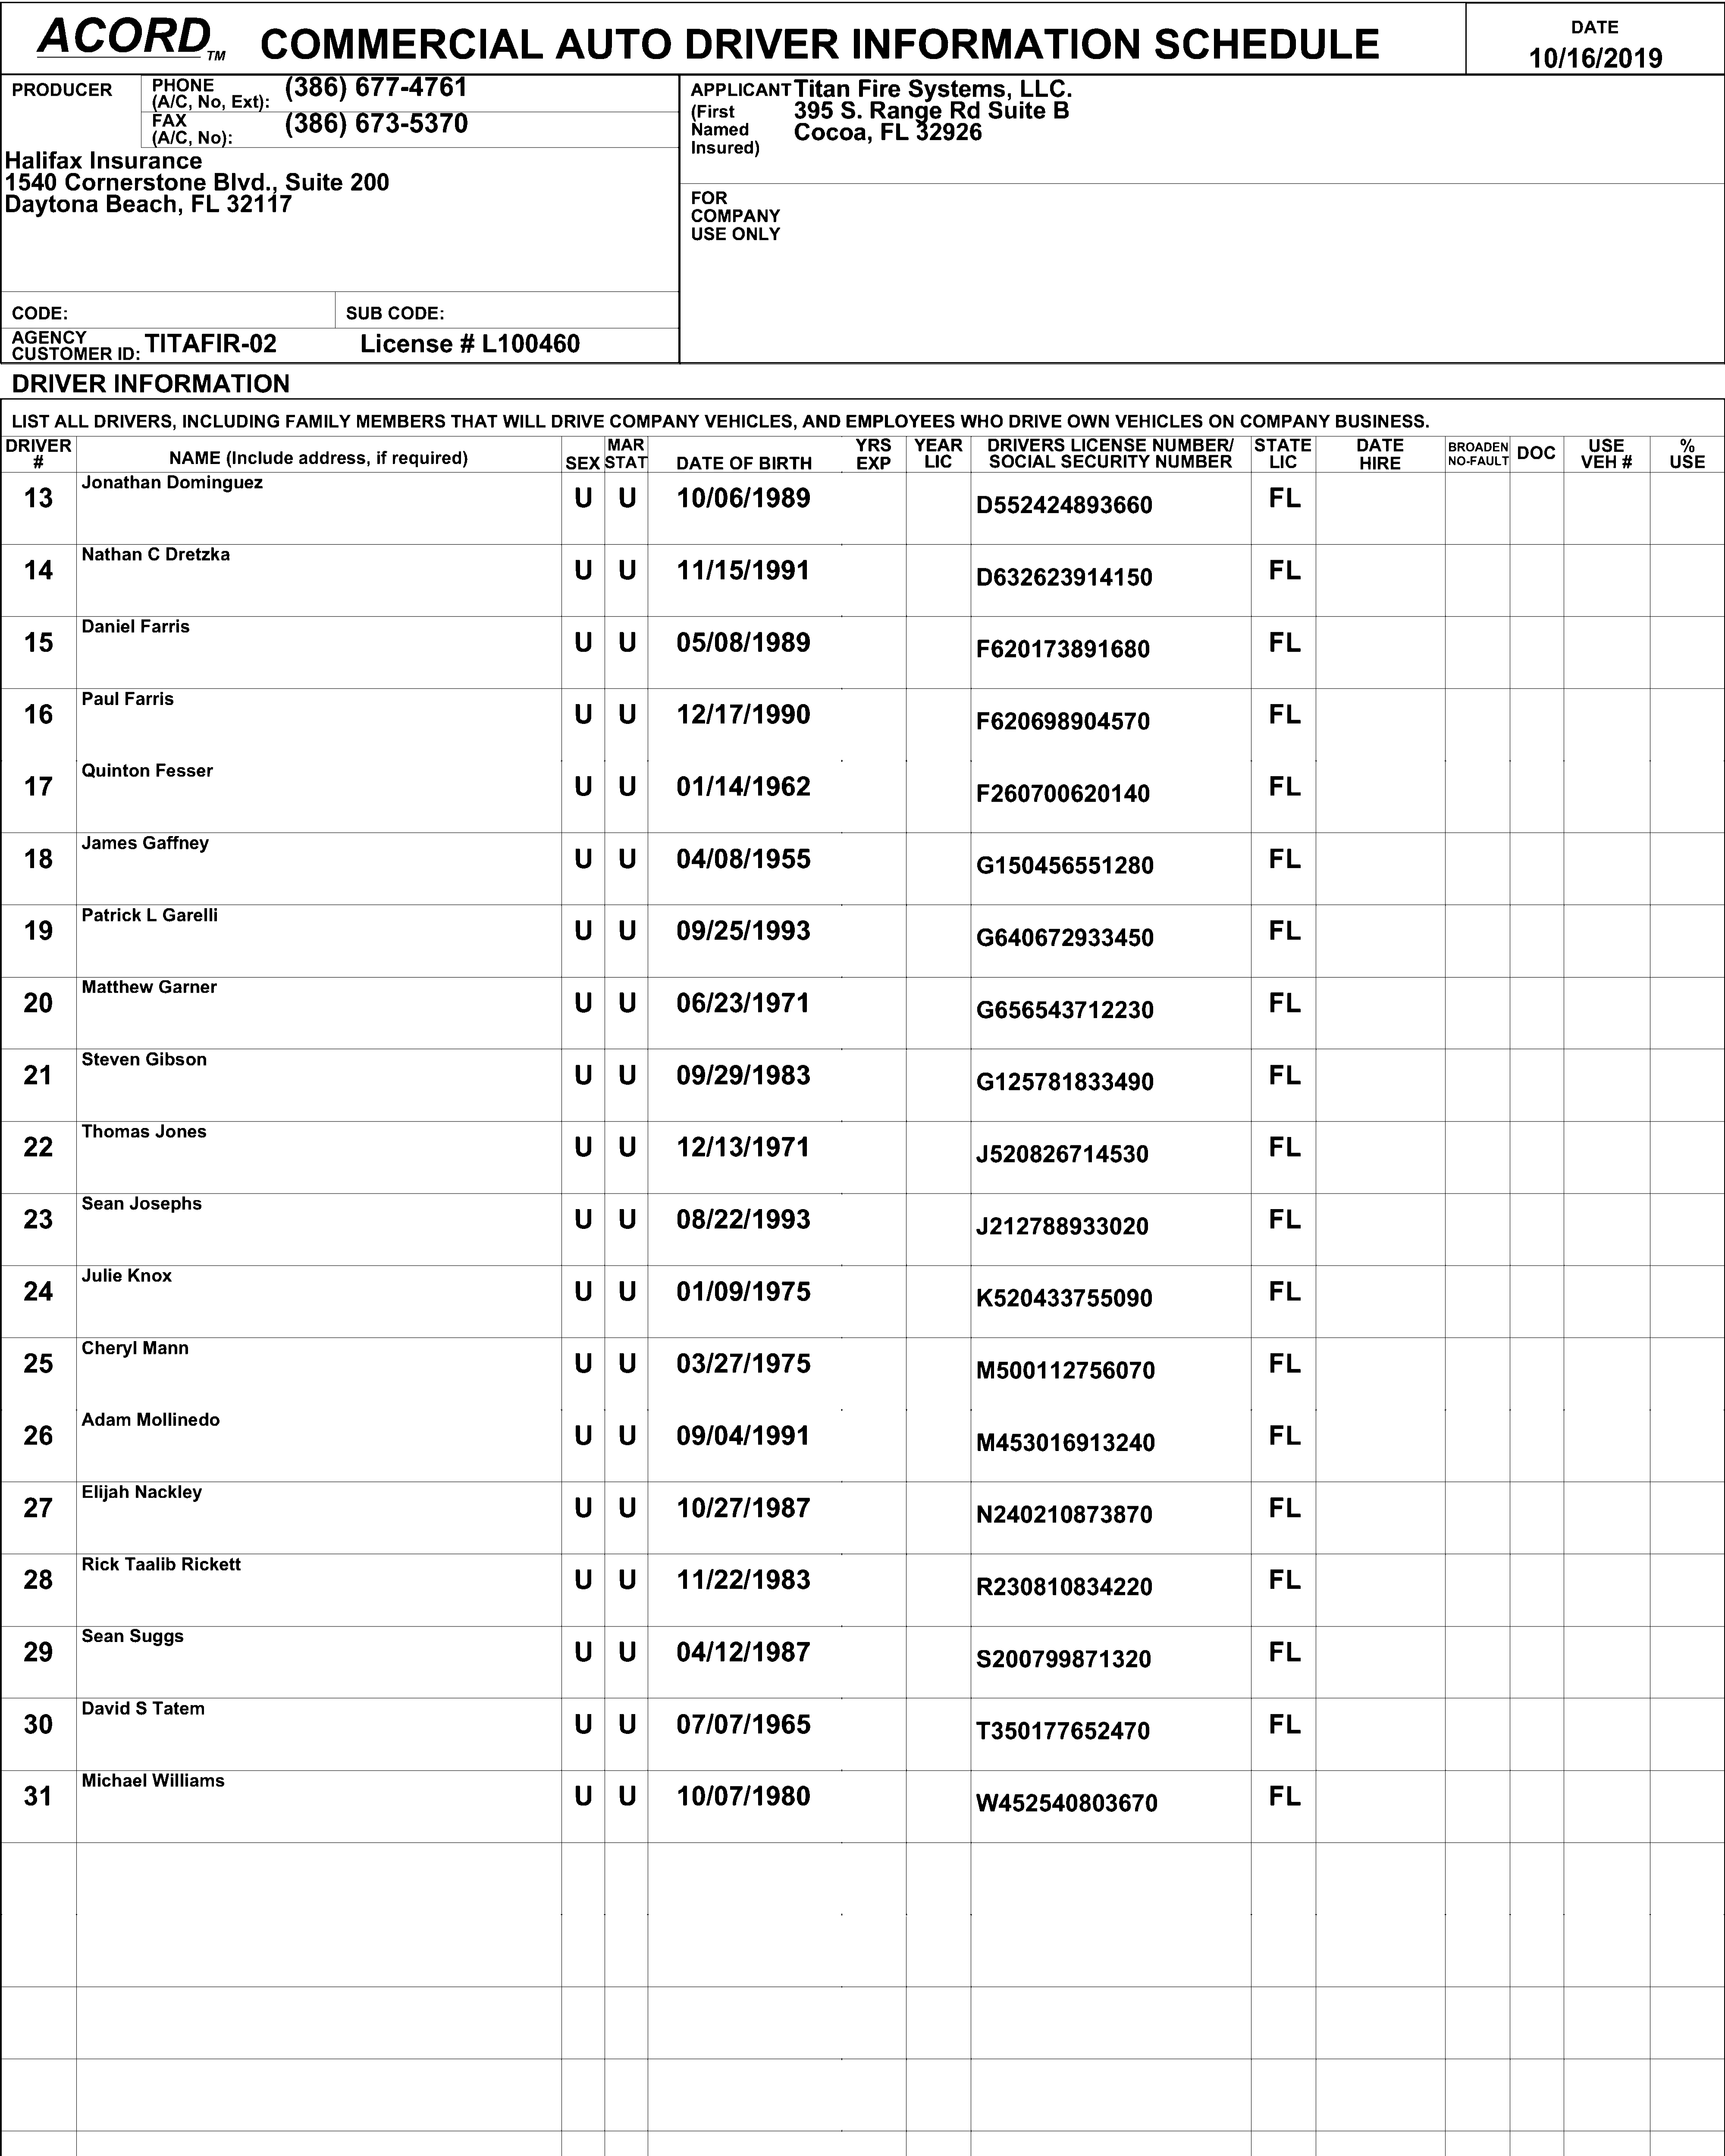 ACORD TM COMMERCIAL AUTO DRIVER INFORMATION SCHEDULE
DATE
10/16/2019
PRODUCER
PHONE
(A/C, No, Ext): (386) 677-4761
FAX
(A/C, No): (386) 673-5370
Halifax Insurance
1540 Cornerstone Blvd., Suite 200
Daytona Beach, FL 32117
CODE: SUB CODE:
AGENCY
CUSTOMER ID: TITAFIR-02 License # L100460
APPLICANT Titan Fire Systems, LLC.
(First 395 S. Range Rd Suite B
Named Cocoa, FL 32926
Insured)
FOR
COMPANY
USE ONLY
DRIVER INFORMATION
LIST ALL DRIVERS, INCLUDING FAMILY MEMBERS THAT WILL DRIVE COMPANY VEHICLES, AND EMPLOYEES WHO DRIVE OWN VEHICLES ON COMPANY BUSINESS.
DRIVER # NAME (Include address, if required) SEX MAR STAT DATE OF BIRTH YRS EXP YEAR LIC DRIVERS LICENSE NUMBER/ SOCIAL SECURITY NUMBER STATE LIC DATE HIRE BROADEN NO-FAULT DOC USE VEH # % USE
13 Jonathan Dominguez U U 10/06/1989 D552424893660 FL
14 Nathan C Dretzka U U 11/15/1991 D632623914150 FL
15 Daniel Farris U U 05/08/1989 F620173891680 FL
16 Paul Farris U U 12/17/1990 F620698904570 FL
17 Quinton Fesser U U 01/14/1962 F260700620140 FL
18 James Gaffney U U 04/08/1955 G150456551280 FL
19 Patrick L Garelli U U 09/25/1993 G640672933450 FL
20 Matthew Garner U U 06/23/1971 G656543712230 FL
21 Steven Gibson U U 09/29/1983 G125781833490 FL
22 Thomas Jones U U 12/13/1971 J520826714530 FL
23 Sean Josephs U U 08/22/1993 J212788933020 FL
24 Julie Knox U U 01/09/1975 K520433755090 FL
25 Cheryl Mann U U 03/27/1975 M500112756070 FL
26 Adam Mollinedo U U 09/04/1991 M453016913240 FL
27 Elijah Nackley U U 10/27/1987 N240210873870 FL
28 Rick Taalib Rickett U U 11/22/1983 R230810834220 FL
29 Sean Suggs U U 04/12/1987 S200799871320 FL
30 David S Tatem U U 07/07/1965 T350177652470 FL
31 Michael Williams U U 10/07/1980 W452540803670 FL